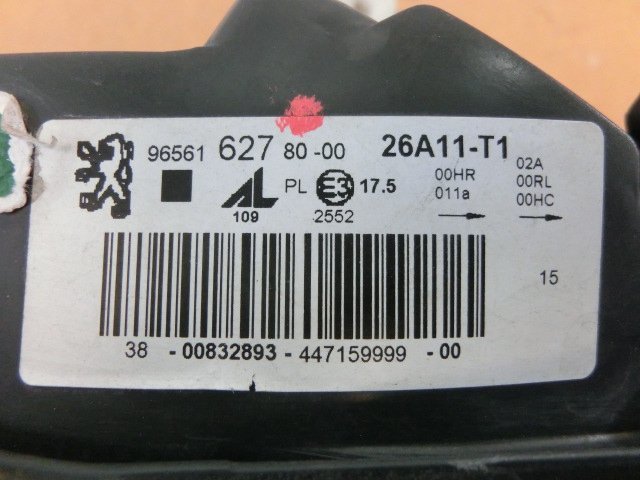 96561 627 80-00 26A11-T1
AL PL E3 17.5 00HR 02A
011a 00RL
109 2552 00HC
15
38 -00832893-447159999 -00